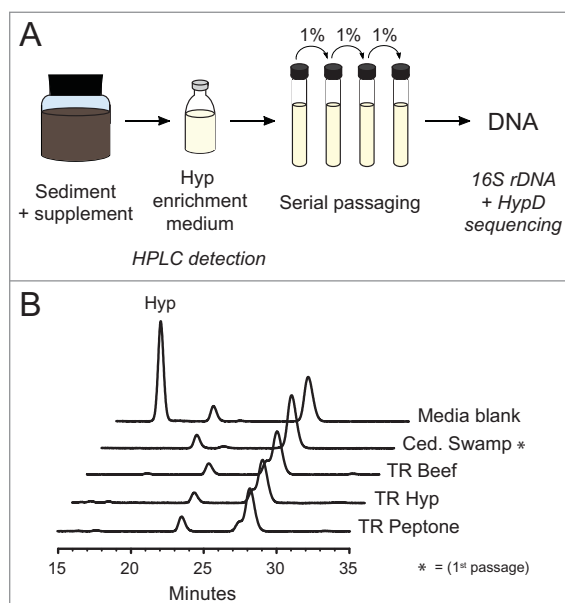 A
1% 1% 1%
DNA
Sediment
+ supplement
Hyp
enrichment
medium
HPLC detection
Serial passaging
16S rDNA
+ HypD
sequencing
B
Hyp
Media blank
Ced. Swamp *
TR Beef
TR Hyp
TR Peptone
15 20 25 30 35
Minutes
* = (1st passage)